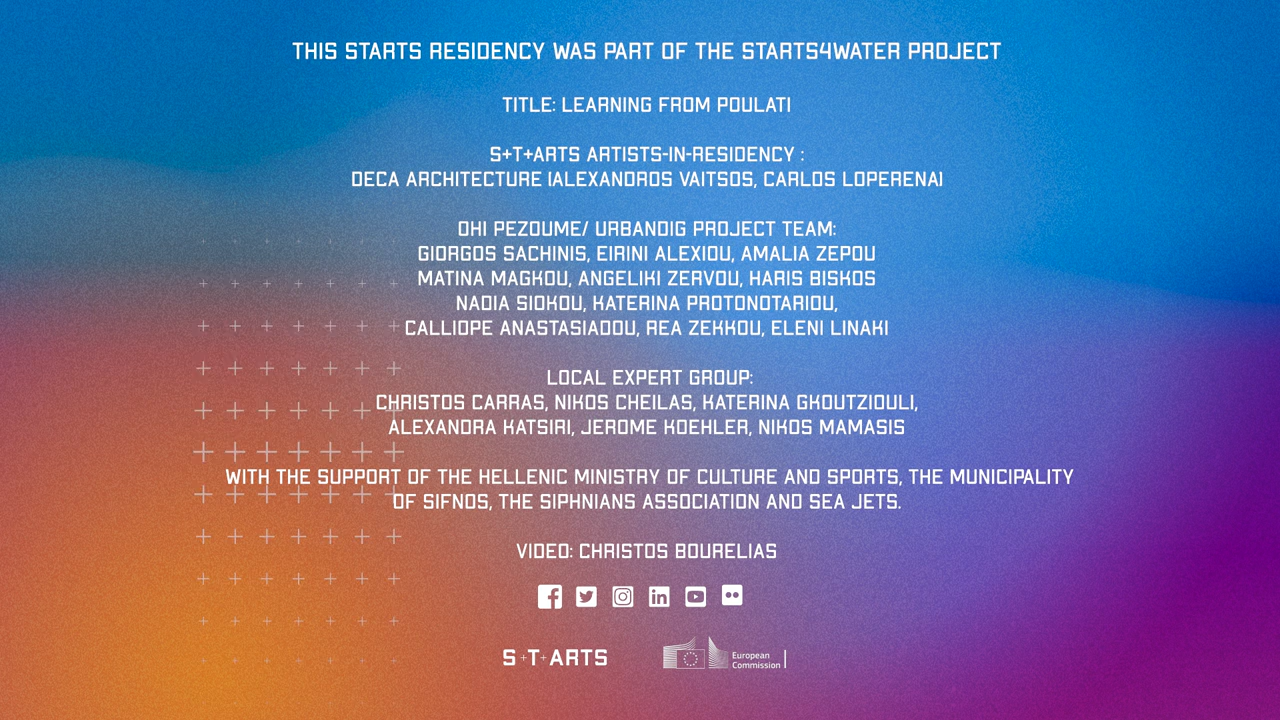 THIS STARTS RESIDENCY WAS PART OF THE STARTS4WATER PROJECT
TITLE: LEARNING FROM POULATI
S+T+ARTS ARTISTS-IN-RESIDENCY :
DECA ARCHITECTURE (ALEXANDROS VAITSOS, CARLOS LOPERENA)
OHI PEZOUME/ URBANDIG PROJECT TEAM:
GIORGOS SACHINIS, EIRINI ALEXIOU, AMALIA ZEPOU
MATINA MAGKOU, ANGELIKI ZERVOU, HARIS BISKOS
NADIA SIOKOU, KATERINA PROTONOTARIOU,
CALLIOPE ANASTASIADOU, REA ZEKKOU, ELENI LINAKI
LOCAL EXPERT GROUP:
CHRISTOS CARRAS, NIKOS CHEILAS, KATERINA GKOUTZIOULI,
ALEXANDRA KATSIRI, JEROME KOEHLER, NIKOS MAMASIS
WITH THE SUPPORT OF THE HELLENIC MINISTRY OF CULTURE AND SPORTS, THE MUNICIPALITY
OF SIFNOS, THE SIPHNIANS ASSOCIATION AND SEA JETS.
VIDEO: CHRISTOS BOURELIAS
S+T+ARTS
European
Commission